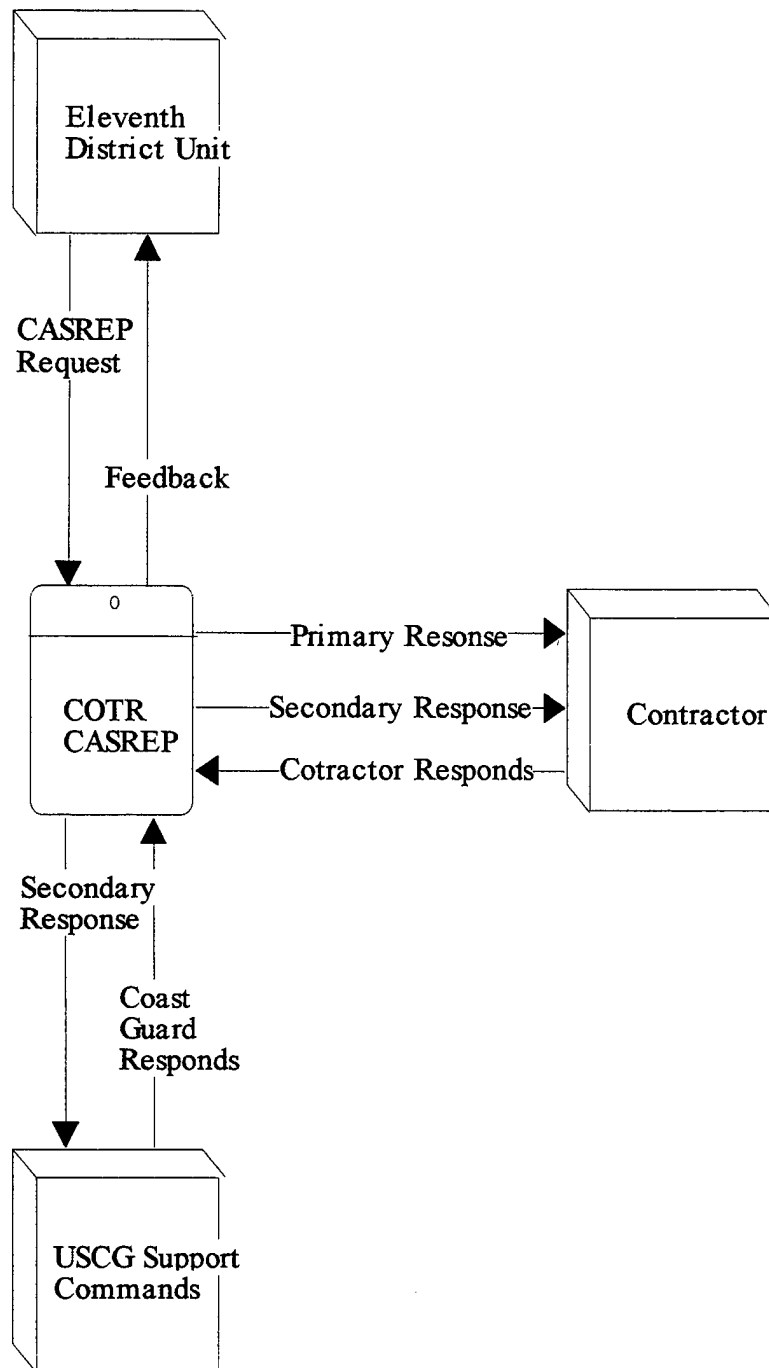 Eleventh
District Unit
CASREP
Request
Feedback
0
COTR
CASREP
Primary Resonse
Secondary Response
Cotractor Responds
Contractor
Secondary
Response
Coast
Guard
Responds
USCG Support
Commands